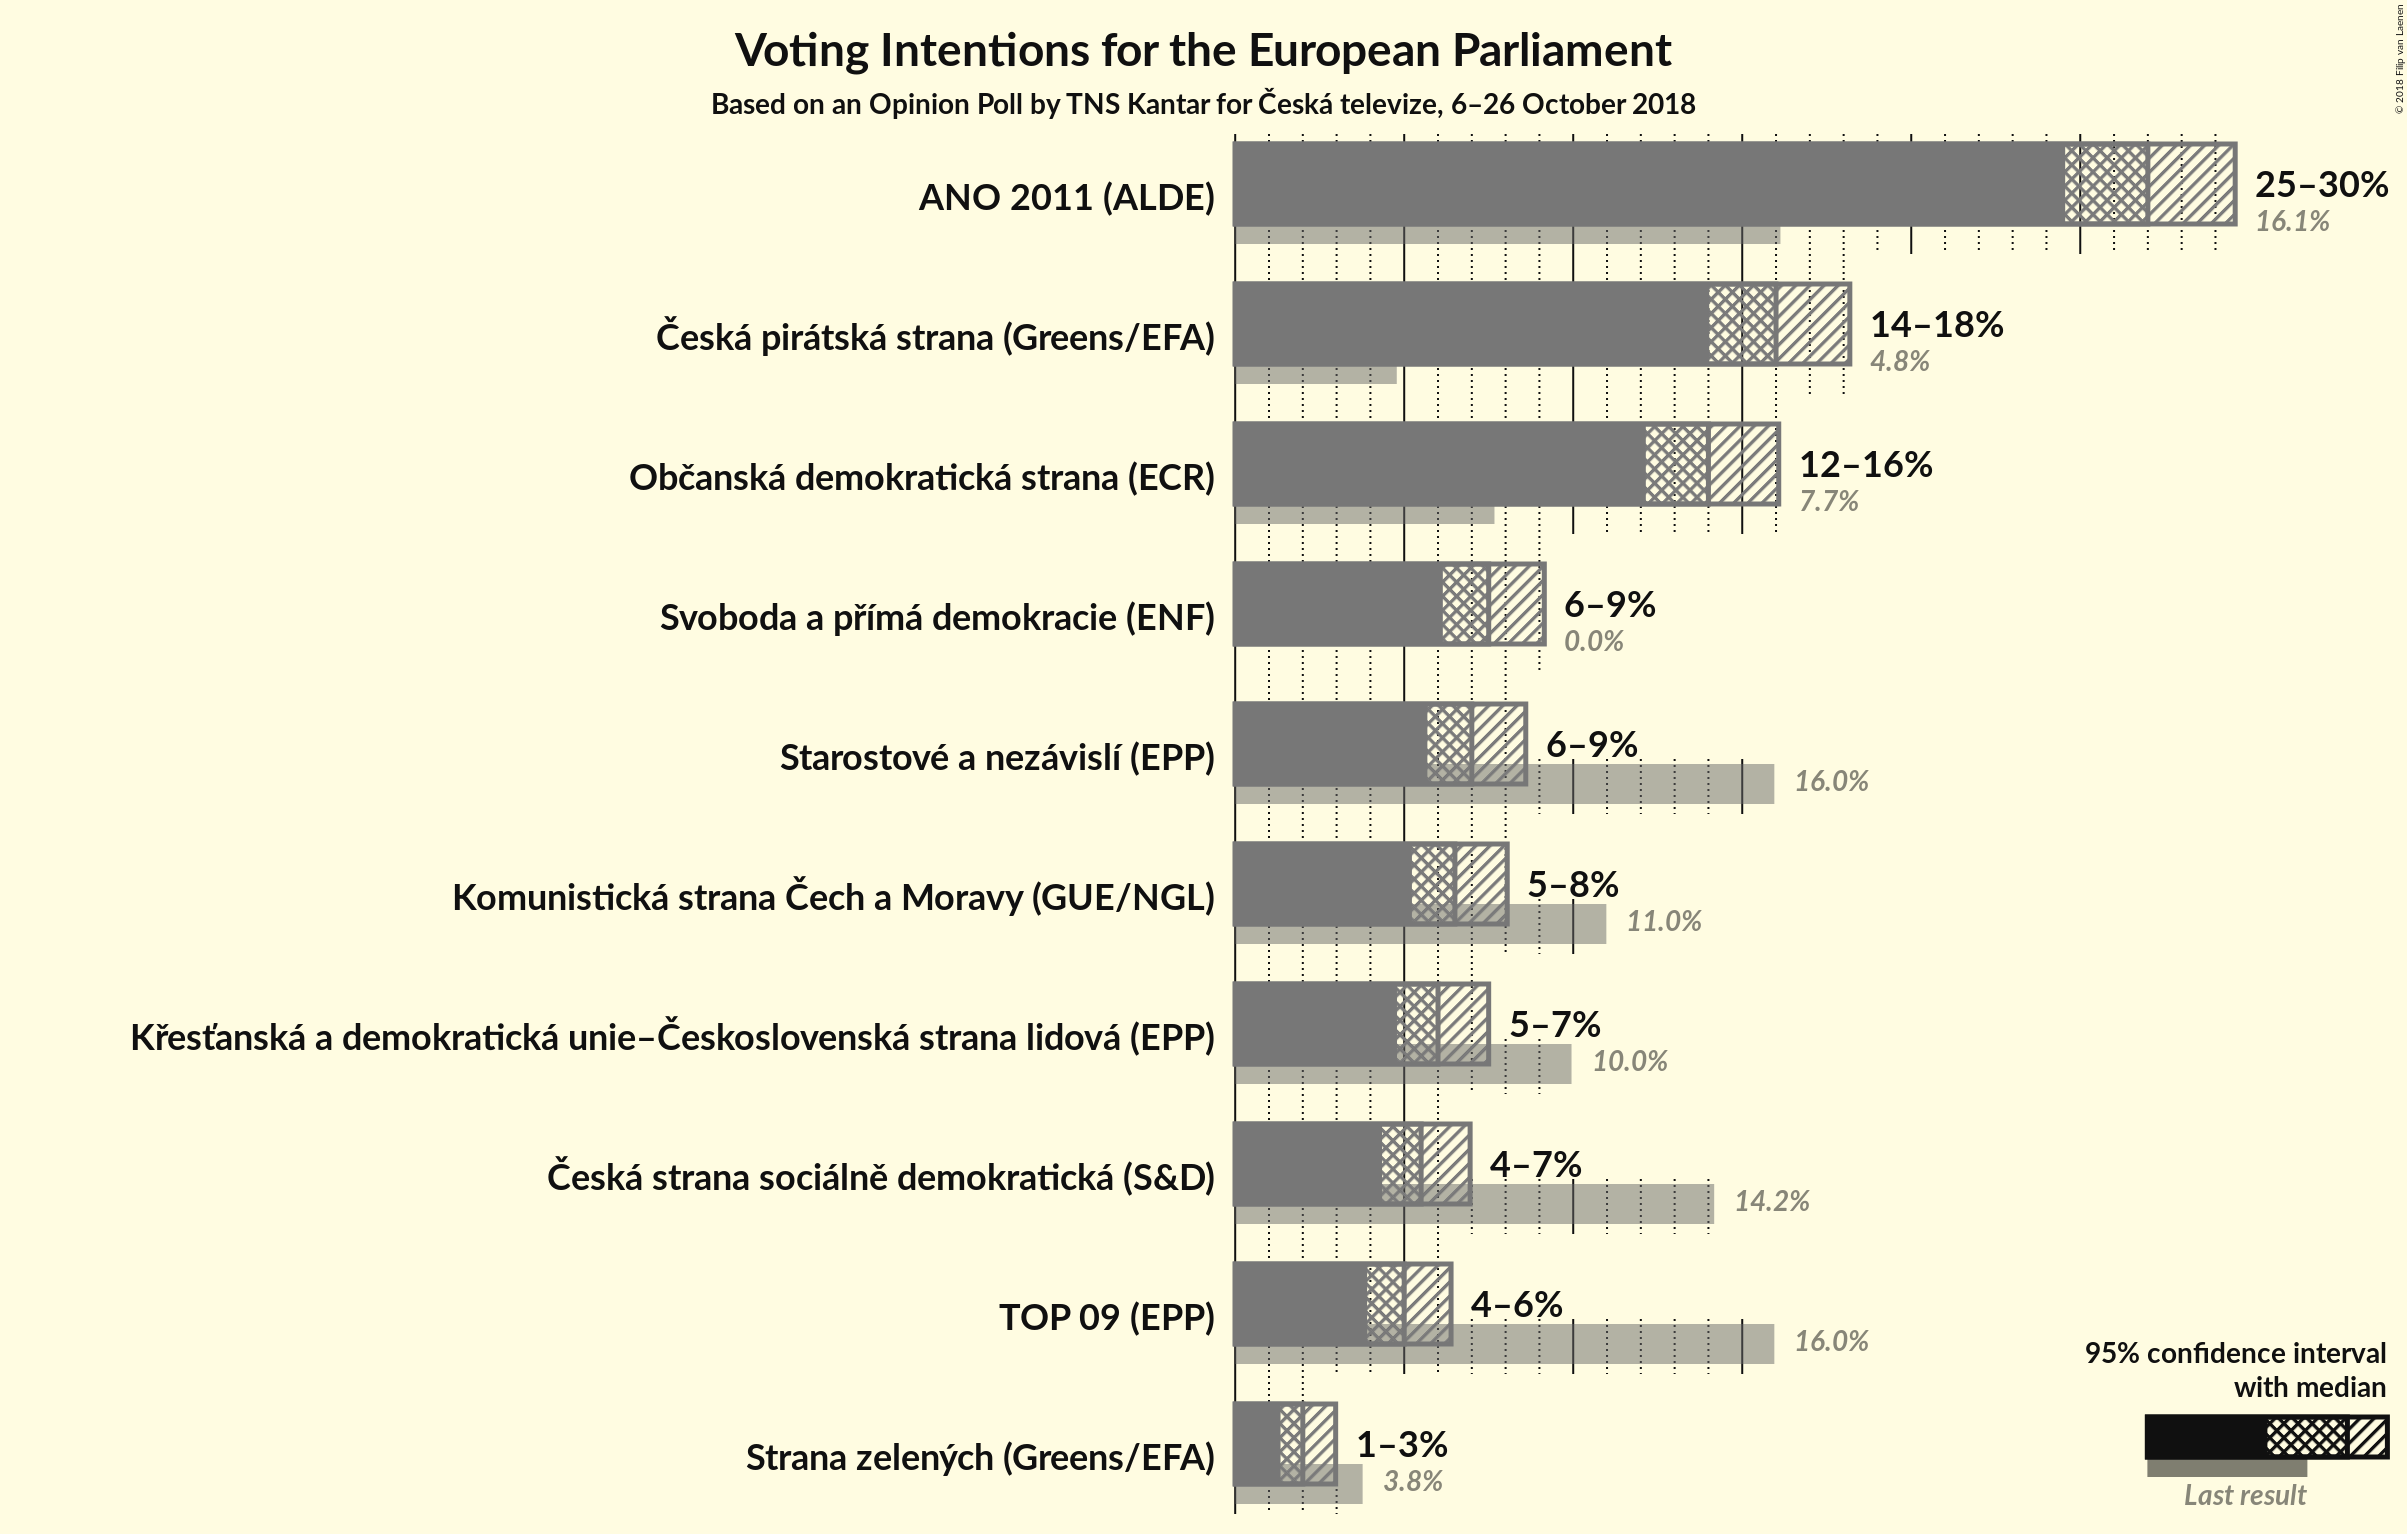 Voting Intentions for the European Parliament
Based on an Opinion Poll by TNS Kantar for Česká televize, 6–26 October 2018
© 2018 Filip van Laenen
ANO 2011 (ALDE)
25–30%
16.1%
Česká pirátská strana (Greens/EFA)
14–18%
4.8%
Občanská demokratická strana (ECR)
12–16%
7.7%
Svoboda a přímá demokracie (ENF)
6–9%
0.0%
Starostové a nezávislí (EPP)
6–9%
16.0%
Komunistická strana Čech a Moravy (GUE/NGL)
5–8%
11.0%
Křesťanská a demokratická unie–Československá strana lidová (EPP)
5–7%
10.0%
Česká strana sociálně demokratická (S&D)
4–7%
14.2%
TOP 09 (EPP)
4–6%
16.0%
Strana zelených (Greens/EFA)
1–3%
3.8%
95% confidence interval
with median
Last result